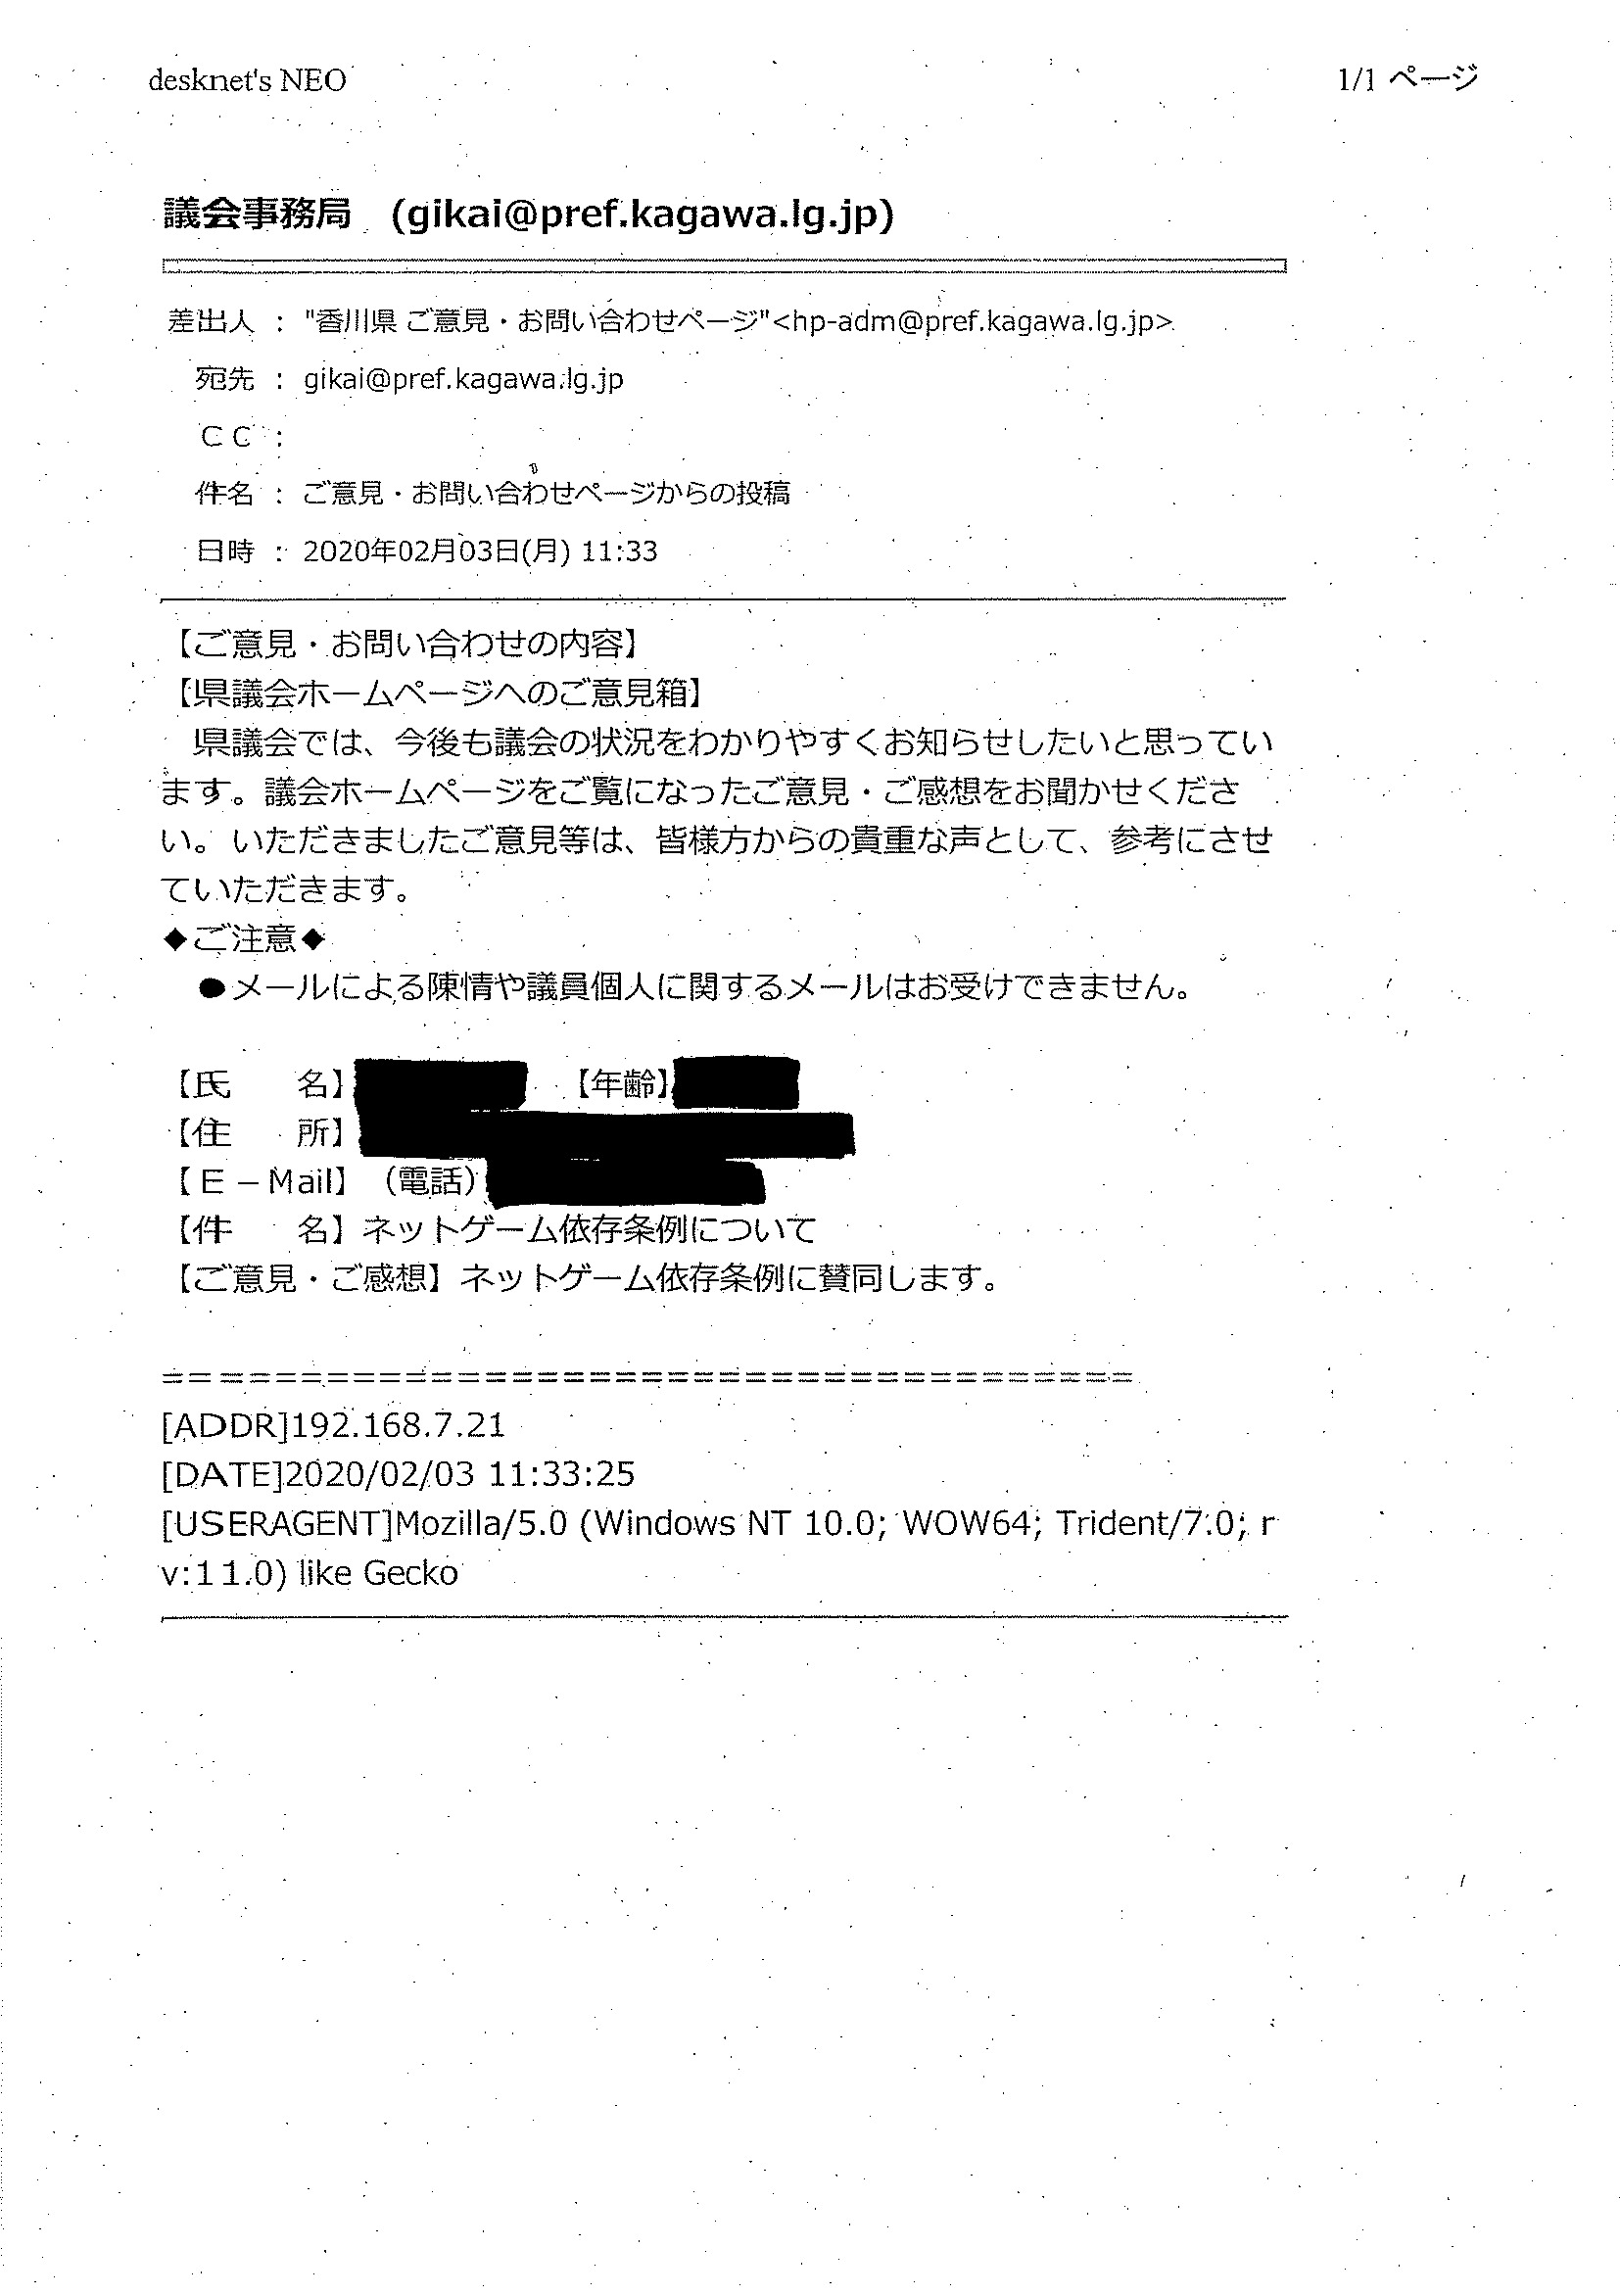 desknet's NEO
1/1 ページ
議会事務局　(gikai@pref.kagawa.lg.jp)
差出人 : "香川県 ご意見・お問い合わせページ"<hp-adm@pref.kagawa.lg.jp>
宛先 : gikai@pref.kagawa.lg.jp
ＣＣ :
件名 : ご意見・お問い合わせページからの投稿
日時 : 2020年02月03日(月) 11:33
【ご意見・お問い合わせの内容】
【県議会ホームページへのご意見箱】
　県議会では、今後も議会の状況をわかりやすくお知らせしたいと思ってい
ます。議会ホームページをご覧になったご意見・ご感想をお聞かせくださ
い。いただきましたご意見等は、皆様方からの貴重な声として、参考にさせ
ていただきます。
◆ご注意◆
　●メールによる陳情や議員個人に関するメールはお受けできません。
【氏　　名】　【年齢】
【住　　所】
【Ｅ－Mail】（電話）
【件　　名】ネットゲーム依存条例について
【ご意見・ご感想】ネットゲーム依存条例に賛同します。
=====================================
[ADDR]192.168.7.21
[DATE]2020/02/03 11:33:25
[USERAGENT]Mozilla/5.0 (Windows NT 10.0; WOW64; Trident/7.0; r
v:11.0) like Gecko